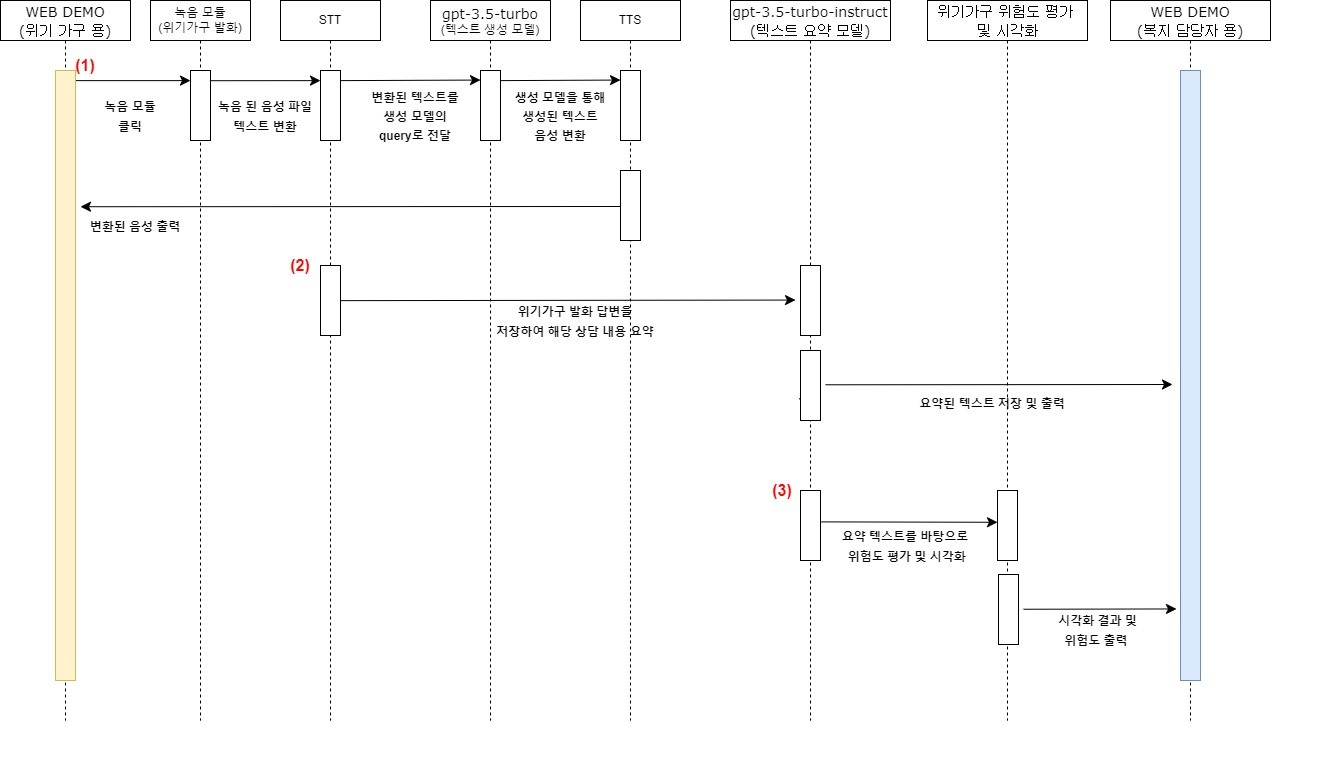 WEB DEMO
(위기 가구 용)
녹음 모듈
(위기가구 발화)
STT
gpt-3.5-turbo
(텍스트 생성 모델)
TTS
gpt-3.5-turbo-instruct
(텍스트 요약 모델)
위기가구 위험도 평가
및 시각화
WEB DEMO
(복지 담당자 용)
(1)
녹음 모듈
클릭
녹음 된 음성 파일
텍스트 변환
변환된 텍스트를
생성 모델의
query로 전달
생성 모델을 통해
생성된 텍스트
음성 변환
변환된 음성 출력
(2)
위기가구 발화 답변을
저장하여 해당 상담 내용 요약
요약된 텍스트 저장 및 출력
(3)
요약 텍스트를 바탕으로
위험도 평가 및 시각화
시각화 결과 및
위험도 출력